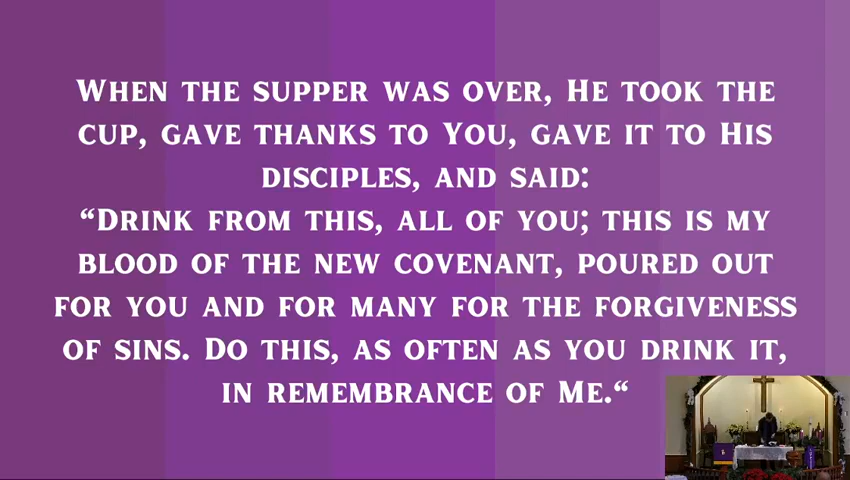 When the supper was over, He took the
cup, gave thanks to You, gave it to His
disciples, and said:
“Drink from this, all of you; this is my
blood of the new covenant, poured out
for you and for many for the forgiveness
of sins. Do this, as often as you drink it,
in remembrance of Me.“